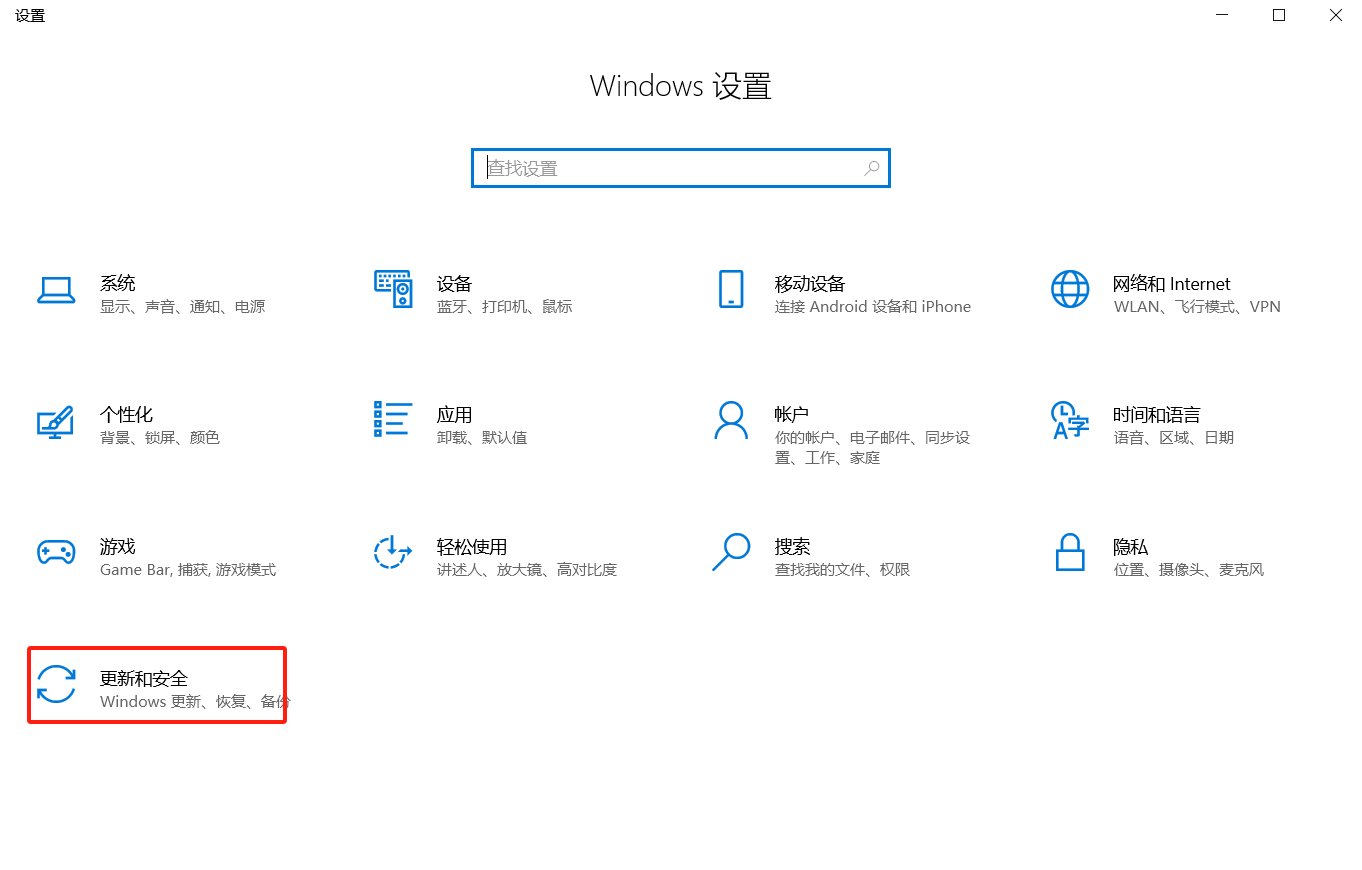 设置
Windows 设置
查找设置
系统
显示、声音、通知、电源
设备
蓝牙、打印机、鼠标
移动设备
连接 Android 设备和 iPhone
网络和 Internet
WLAN、飞行模式、VPN
个性化
背景、锁屏、颜色
应用
卸载、默认值
帐户
你的帐户、电子邮件、同步设
置、工作、家庭
时间和语言
语音、区域、日期
游戏
Game Bar, 捕获, 游戏模式
轻松使用
讲述人、放大镜、高对比度
搜索
查找我的文件、权限
隐私
位置、摄像头、麦克风
更新和安全
Windows 更新、恢复、备份